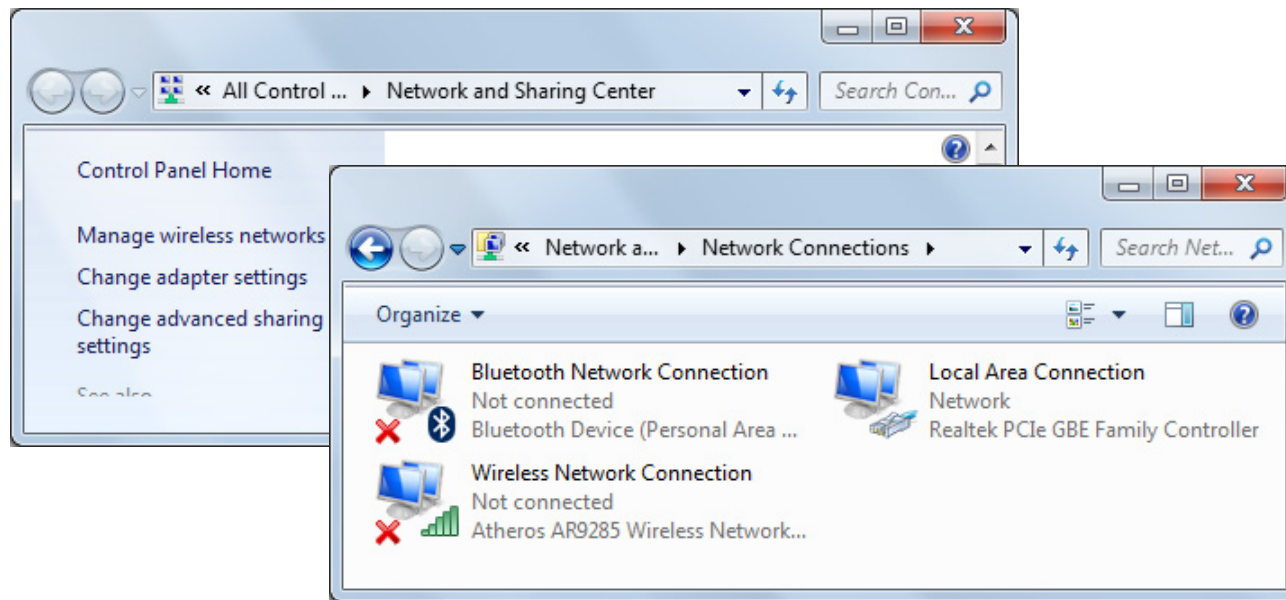 « All Control ... ▸ Network and Sharing Center
Search Con...
Control Panel Home
Manage wireless networks
Change adapter settings
Change advanced sharing
settings
See also
« Network a... ▸ Network Connections ▸
Search Net...
Organize
Bluetooth Network Connection
Not connected
Bluetooth Device (Personal Area ...
Local Area Connection
Network
Realtek PCIe GBE Family Controller
Wireless Network Connection
Not connected
Atheros AR9285 Wireless Network...